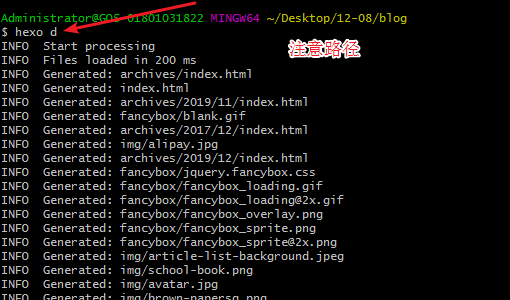 Administrator@GOS-01801031822 MINGW64 ~/Desktop/12-08/blog
$ hexo d
注意路径
INFO  Start processing
INFO  Files loaded in 200 ms
INFO  Generated: archives/index.html
INFO  Generated: index.html
INFO  Generated: archives/2019/11/index.html
INFO  Generated: fancybox/blank.gif
INFO  Generated: archives/2017/12/index.html
INFO  Generated: img/alipay.jpg
INFO  Generated: archives/2019/12/index.html
INFO  Generated: fancybox/jquery.fancybox.css
INFO  Generated: fancybox/fancybox_loading.gif
INFO  Generated: fancybox/fancybox_loading@2x.gif
INFO  Generated: fancybox/fancybox_overlay.png
INFO  Generated: fancybox/fancybox_sprite.png
INFO  Generated: fancybox/fancybox_sprite@2x.png
INFO  Generated: img/article-list-background.jpeg
INFO  Generated: img/school-book.png
INFO  Generated: img/avatar.jpg
INFO  Generated: img/brown-papersq.png